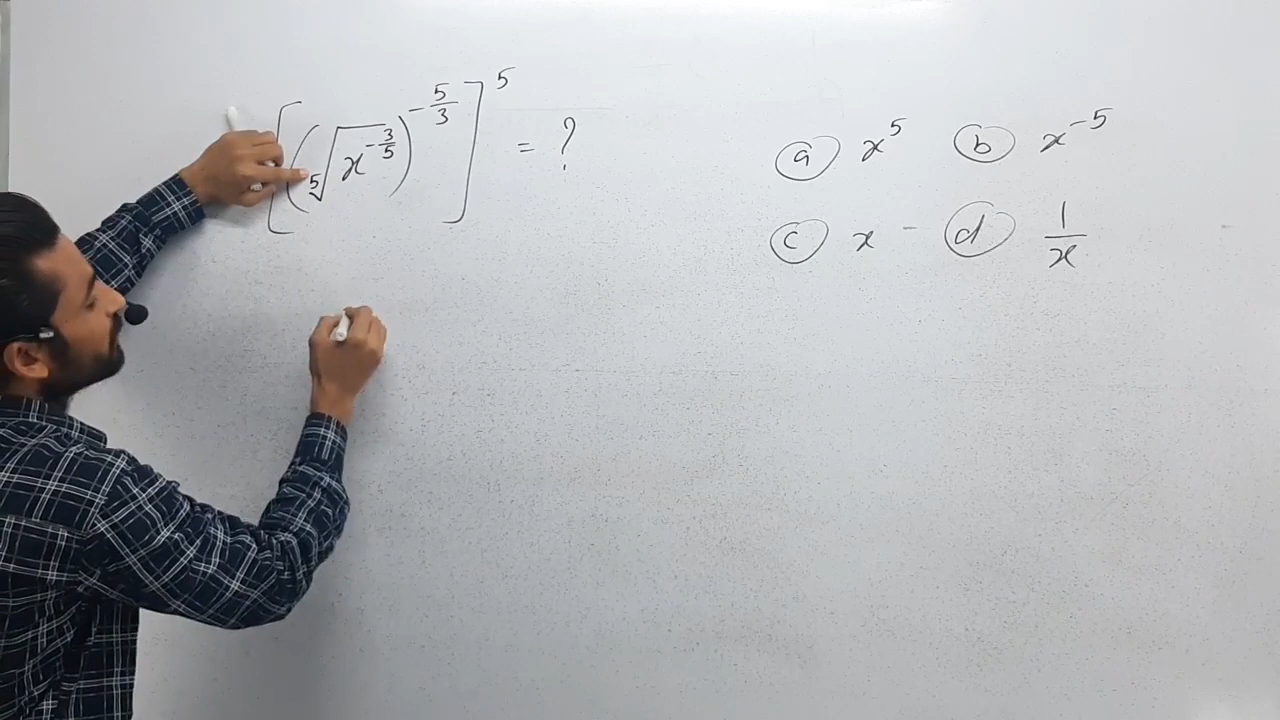 [(⁵√x^(-3/5))^(-5/3)]^5 = ?
(a) x^5 (b) x^-5
(c) x (d) 1/x